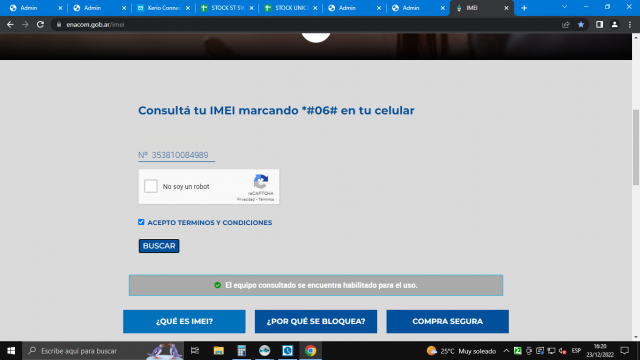 Admin
Admin
Kerio Conne
STOCK ST S
STOCK UNIC
Admin
Admin
IMEI
enacom.gob.ar/imei
Consultá tu IMEI marcando *#06# en tu celular
Nº 353810084989
No soy un robot
reCAPTCHA
Privacidad - Términos
ACEPTO TERMINOS Y CONDICIONES
BUSCAR
El equipo consultado se encuentra habilitado para el uso.
¿QUÉ ES IMEI?
¿POR QUÉ SE BLOQUEA?
COMPRA SEGURA
Escribe aquí para buscar
25°C Muy soleado
ESP
16:20
23/12/2022